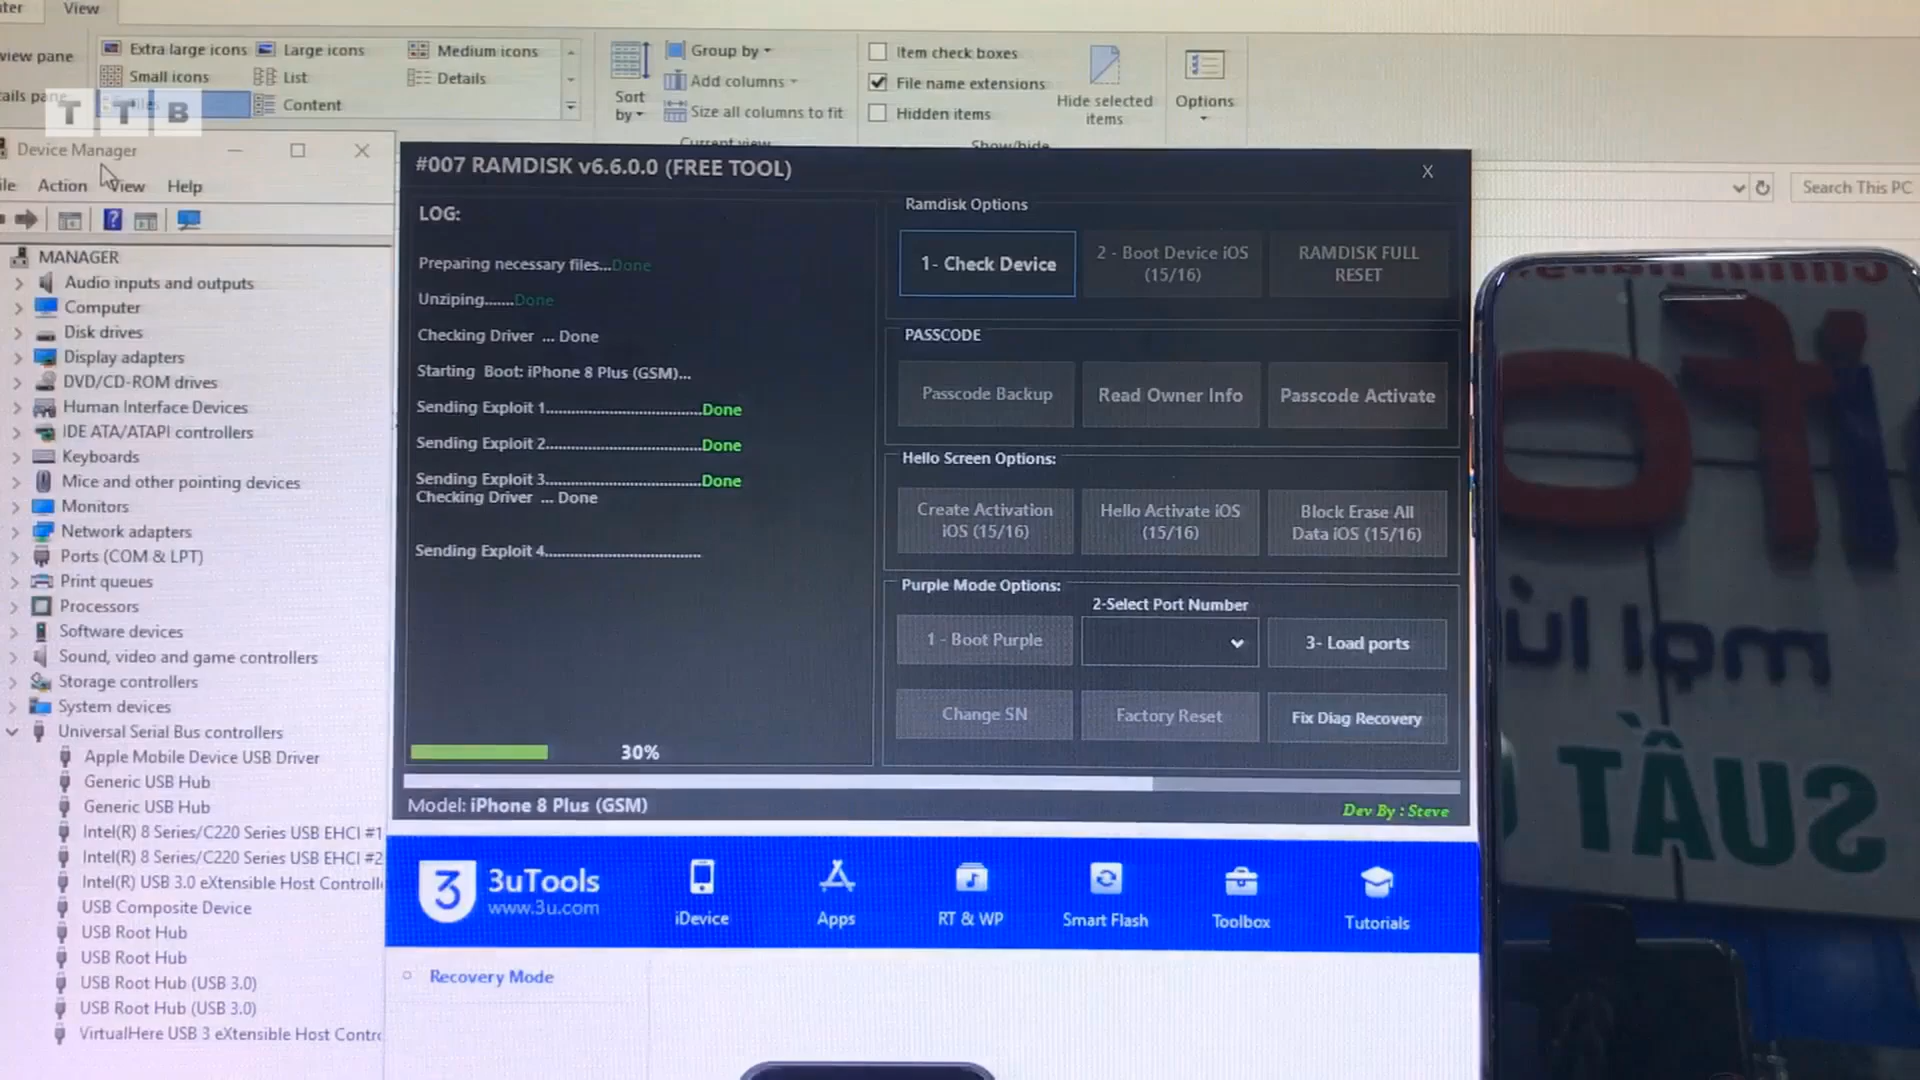 View
Extra large icons
Large icons
Medium icons
Small icons
List
Details
Content
Sort by
Group by
Add columns
Size all columns to fit
Current view
Item check boxes
File name extensions
Hidden items
Hide selected items
Show/hide
Options
TTB
Search This PC
Device Manager
Action
View
Help
MANAGER
Audio inputs and outputs
Computer
Disk drives
Display adapters
DVD/CD-ROM drives
Human Interface Devices
IDE ATA/ATAPI controllers
Keyboards
Mice and other pointing devices
Monitors
Network adapters
Ports (COM & LPT)
Print queues
Processors
Software devices
Sound, video and game controllers
Storage controllers
System devices
Universal Serial Bus controllers
Apple Mobile Device USB Driver
Generic USB Hub
Generic USB Hub
Intel(R) 8 Series/C220 Series USB EHCI #1
Intel(R) 8 Series/C220 Series USB EHCI #2
Intel(R) USB 3.0 eXtensible Host Controll
USB Composite Device
USB Root Hub
USB Root Hub
USB Root Hub (USB 3.0)
USB Root Hub (USB 3.0)
VirtualHere USB 3 eXtensible Host Contro
#007 RAMDISK v6.6.0.0 (FREE TOOL)
X
LOG:
Preparing necessary files...Done
Unziping.......Done
Checking Driver ... Done
Starting Boot: iPhone 8 Plus (GSM)...
Sending Exploit 1.......................................Done
Sending Exploit 2.......................................Done
Sending Exploit 3.......................................Done
Checking Driver ... Done
Sending Exploit 4.......................................
30%
Model: iPhone 8 Plus (GSM)
Ramdisk Options
1- Check Device
2 - Boot Device iOS (15/16)
RAMDISK FULL RESET
PASSCODE
Passcode Backup
Read Owner Info
Passcode Activate
Hello Screen Options:
Create Activation iOS (15/16)
Hello Activate iOS (15/16)
Block Erase All Data iOS (15/16)
Purple Mode Options:
2-Select Port Number
1 - Boot Purple
3- Load ports
Change SN
Factory Reset
Fix Diag Recovery
Dev By : Steve
3
3uTools
www.3u.com
iDevice
Apps
RT & WP
Smart Flash
Toolbox
Tutorials
Recovery Mode
SUẤT